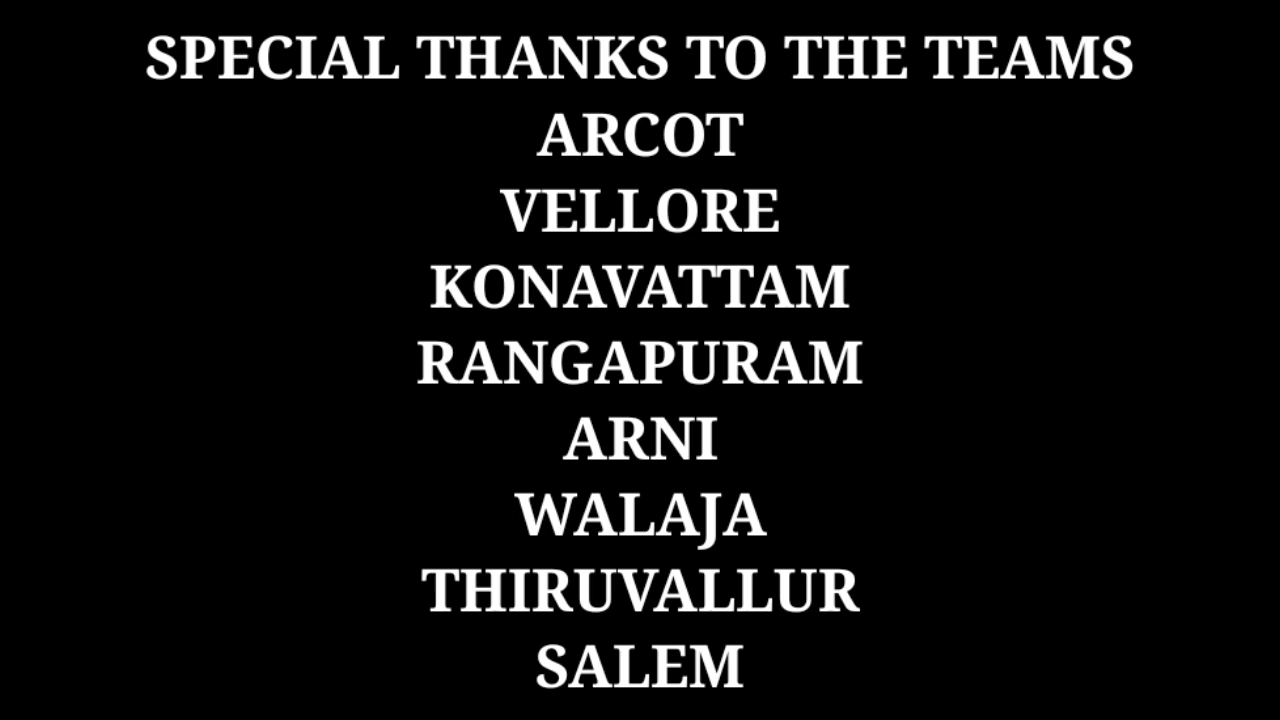 SPECIAL THANKS TO THE TEAMS
ARCOT
VELLORE
KONAVATTAM
RANGAPURAM
ARNI
WALAJA
THIRUVALLUR
SALEM